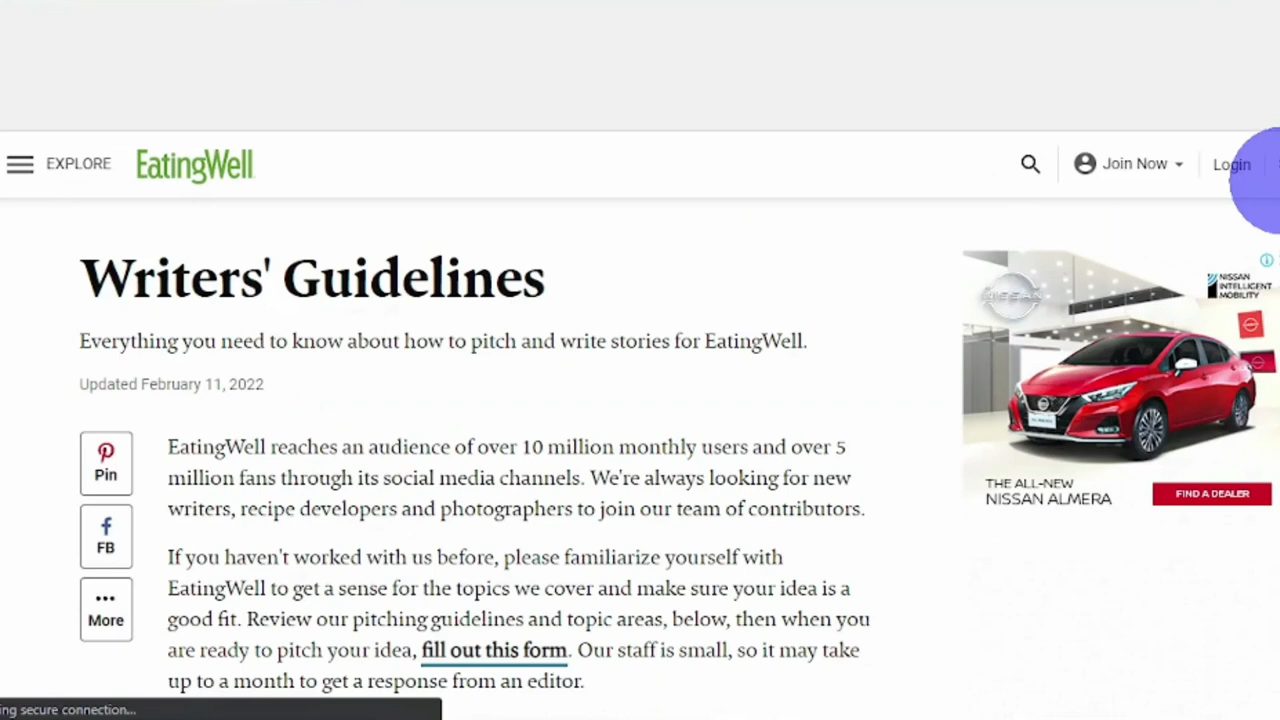 EXPLORE
EatingWell
Join Now
Login
Writers' Guidelines
Everything you need to know about how to pitch and write stories for EatingWell.
Updated February 11, 2022
Pin
FB
More
EatingWell reaches an audience of over 10 million monthly users and over 5
million fans through its social media channels. We're always looking for new
writers, recipe developers and photographers to join our team of contributors.
If you haven't worked with us before, please familiarize yourself with
EatingWell to get a sense for the topics we cover and make sure your idea is a
good fit. Review our pitching guidelines and topic areas, below, then when you
are ready to pitch your idea, fill out this form. Our staff is small, so it may take
up to a month to get a response from an editor.
NISSAN
NISSAN
INTELLIGENT
MOBILITY
THE ALL-NEW
NISSAN ALMERA
FIND A DEALER
ing secure connection...